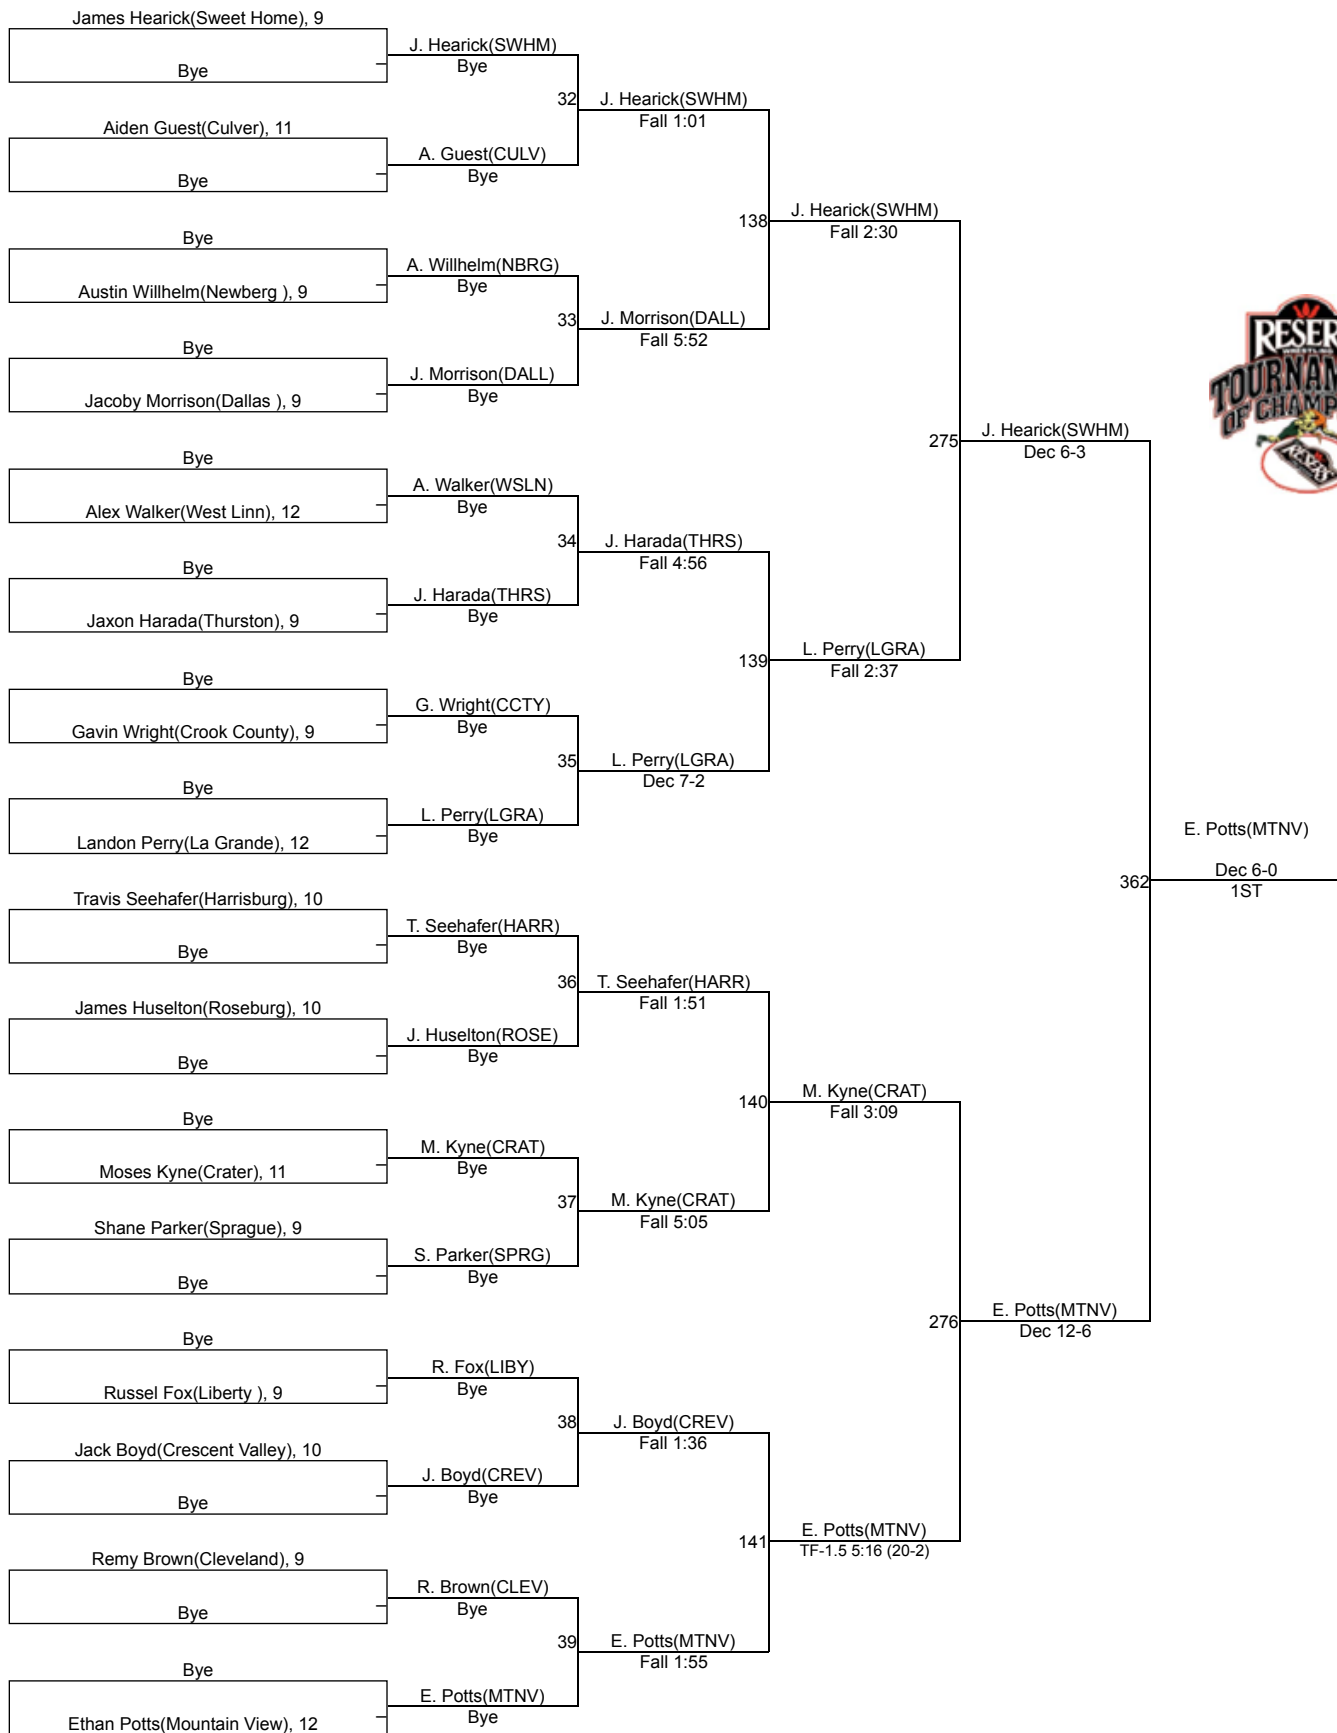 James Hearick(Sweet Home), 9
Bye
J. Hearick(SWHM)
Bye
32
J. Hearick(SWHM)
Fall 1:01
Aiden Guest(Culver), 11
Bye
A. Guest(CULV)
Bye
138
J. Hearick(SWHM)
Fall 2:30
Bye
Austin Willhelm(Newberg ), 9
A. Willhelm(NBRG)
Bye
33
J. Morrison(DALL)
Fall 5:52
Bye
Jacoby Morrison(Dallas ), 9
J. Morrison(DALL)
Bye
275
J. Hearick(SWHM)
Dec 6-3
Bye
Alex Walker(West Linn), 12
A. Walker(WSLN)
Bye
34
J. Harada(THRS)
Fall 4:56
Bye
Jaxon Harada(Thurston), 9
J. Harada(THRS)
Bye
139
L. Perry(LGRA)
Fall 2:37
Bye
Gavin Wright(Crook County), 9
G. Wright(CCTY)
Bye
35
L. Perry(LGRA)
Dec 7-2
Bye
Landon Perry(La Grande), 12
L. Perry(LGRA)
Bye
362
E. Potts(MTNV)
Dec 6-0
1ST
Travis Seehafer(Harrisburg), 10
Bye
T. Seehafer(HARR)
Bye
36
T. Seehafer(HARR)
Fall 1:51
James Huselton(Roseburg), 10
Bye
J. Huselton(ROSE)
Bye
140
M. Kyne(CRAT)
Fall 3:09
Bye
Moses Kyne(Crater), 11
M. Kyne(CRAT)
Bye
37
M. Kyne(CRAT)
Fall 5:05
Shane Parker(Sprague), 9
Bye
S. Parker(SPRG)
Bye
276
E. Potts(MTNV)
Dec 12-6
Bye
Russel Fox(Liberty ), 9
R. Fox(LIBY)
Bye
38
J. Boyd(CREV)
Fall 1:36
Jack Boyd(Crescent Valley), 10
Bye
J. Boyd(CREV)
Bye
141
E. Potts(MTNV)
TF-1.5 5:16 (20-2)
Remy Brown(Cleveland), 9
Bye
R. Brown(CLEV)
Bye
39
E. Potts(MTNV)
Fall 1:55
Bye
Ethan Potts(Mountain View), 12
E. Potts(MTNV)
Bye
RESER
WRESTLING
TOURNAM
OF CHAMP